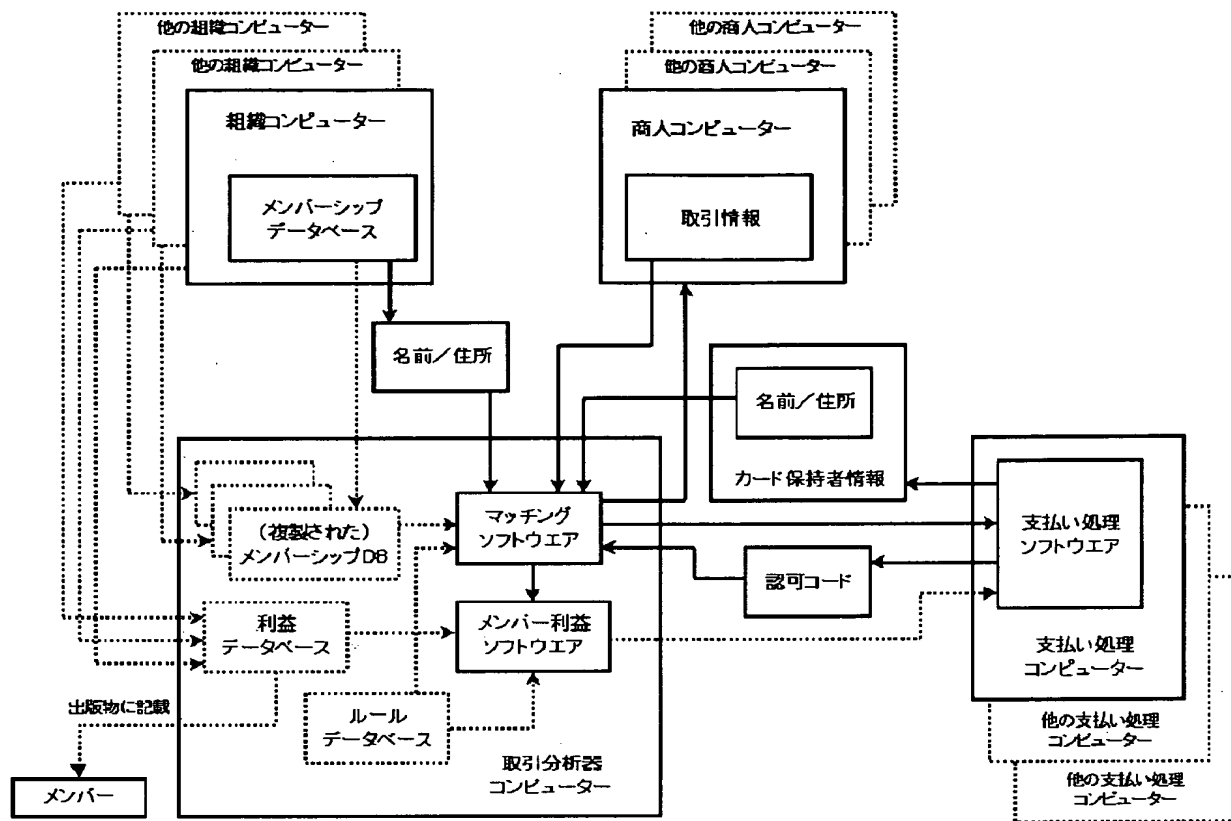 他の組織コンピューター
他の組織コンピューター
組織コンピューター
メンバーシップ
データベース
他の商人コンピューター
他の商人コンピューター
商人コンピューター
取引情報
名前／住所
名前／住所
カード保持者情報
(複製された)
メンバーシップDB
マッチング
ソフトウエア
支払い処理
ソフトウエア
認可コード
利益
データベース
メンバー利益
ソフトウエア
支払い処理
コンピューター
出版物に記載
ルール
データベース
他の支払い処理
コンピューター
取引分析器
コンピューター
他の支払い処理
コンピューター
メンバー